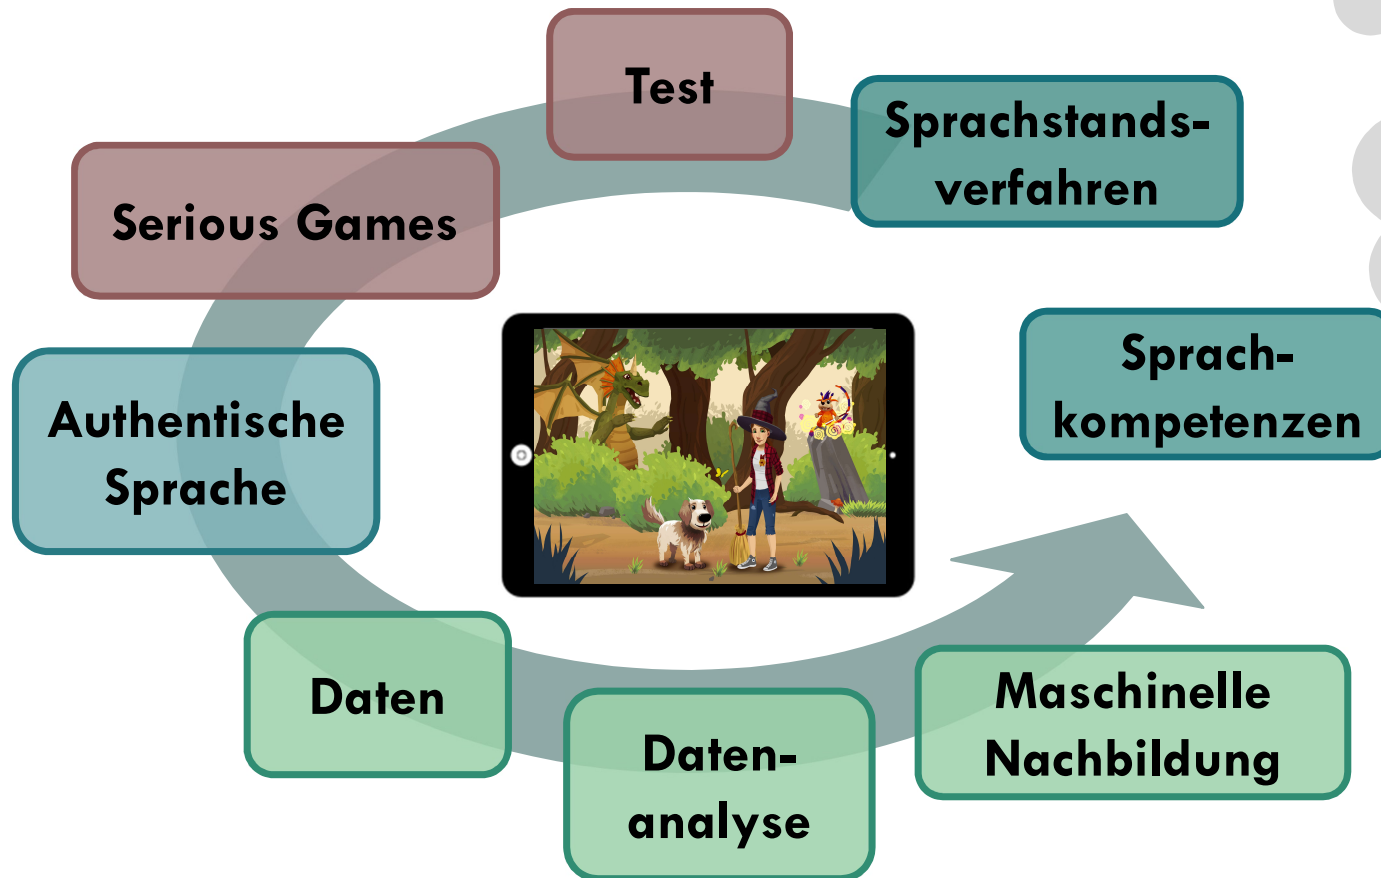 Test
Sprachstands-
verfahren
Serious Games
Sprach-
kompetenzen
Authentische
Sprache
Daten
Maschinelle
Nachbildung
Daten-
analyse